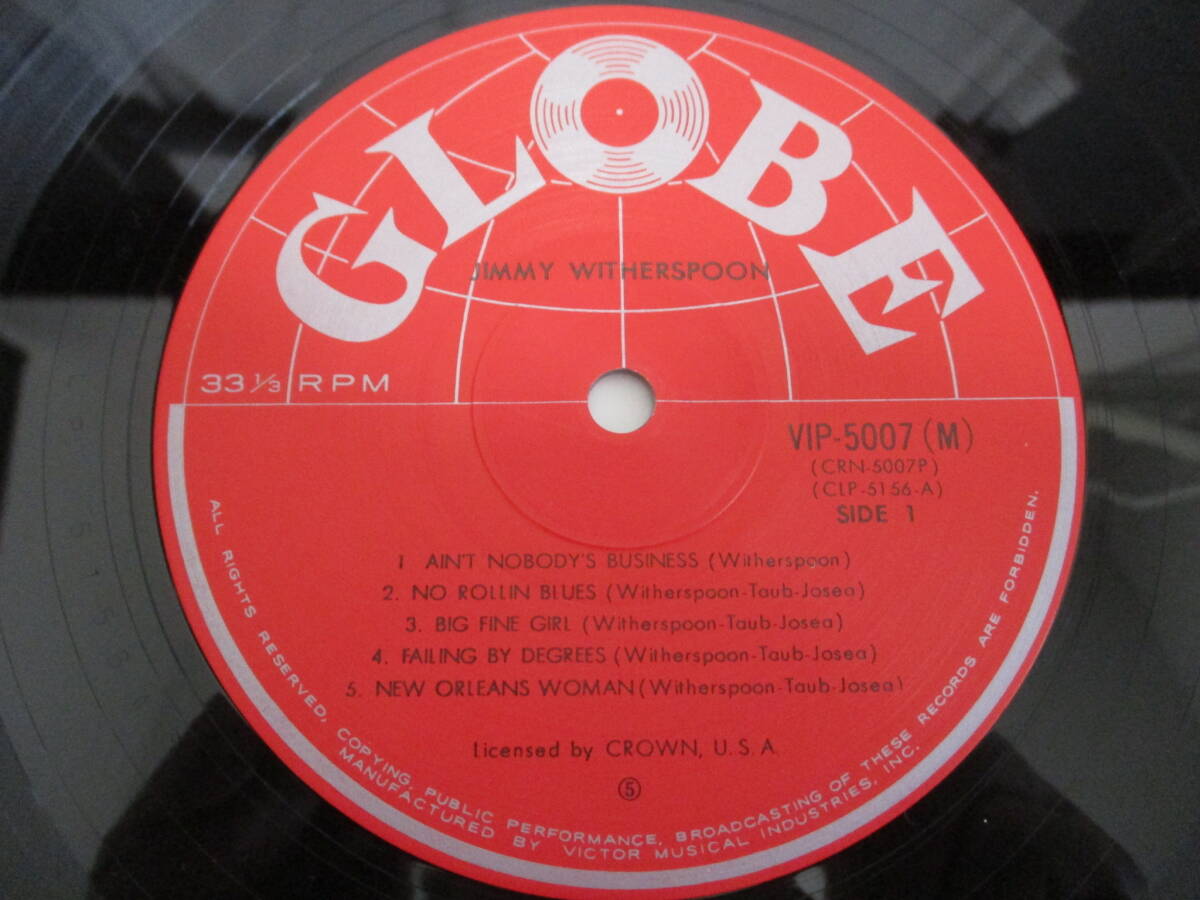 GLOBE
JIMMY WITHERSPOON
33 1/3 RPM
VIP-5007 (M)
(CRN-5007P)
(CLP-5156-A)
SIDE 1
1 AIN'T NOBODY'S BUSINESS (Witherspoon)
2. NO ROLLIN BLUES (Witherspoon-Taub-Josea)
3. BIG FINE GIRL (Witherspoon-Taub-Josea)
4. FAILING BY DEGREES (Witherspoon-Taub-Josea)
5. NEW ORLEANS WOMAN (Witherspoon-Taub-Josea)
Licensed by CROWN, U.S.A.
⑤
ALL RIGHTS RESERVED, COPYING, PUBLIC PERFORMANCE, BROADCASTING OF THESE RECORDS ARE FORBIDDEN.
MANUFACTURED BY VICTOR MUSICAL INDUSTRIES, INC.